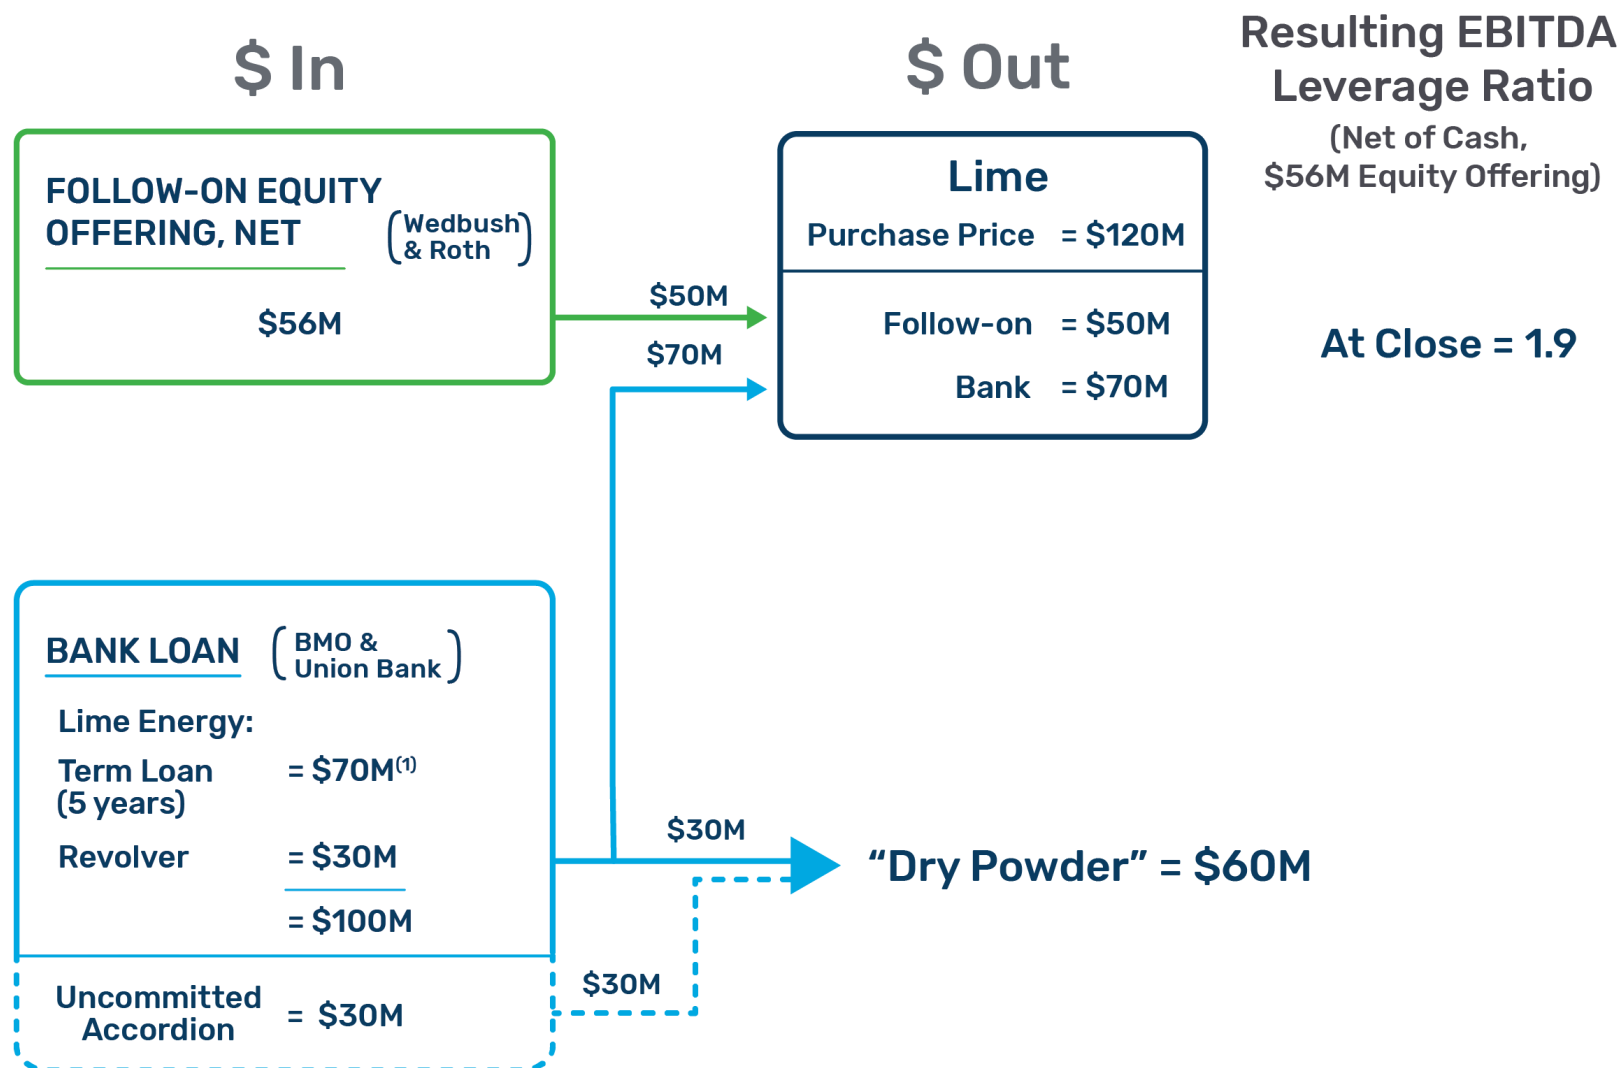 $ In
$ Out
Resulting EBITDA
Leverage Ratio
(Net of Cash,
$56M Equity Offering)
FOLLOW-ON EQUITY
OFFERING, NET
(Wedbush
& Roth)
$56M
$50M
$70M
Lime
Purchase Price = $120M
Follow-on = $50M
Bank = $70M
At Close = 1.9
BANK LOAN
(BMO &
Union Bank)
Lime Energy:
Term Loan = $70M(1)
(5 years)
Revolver = $30M
= $100M
Uncommitted
Accordion = $30M
$30M
$30M
“Dry Powder” = $60M